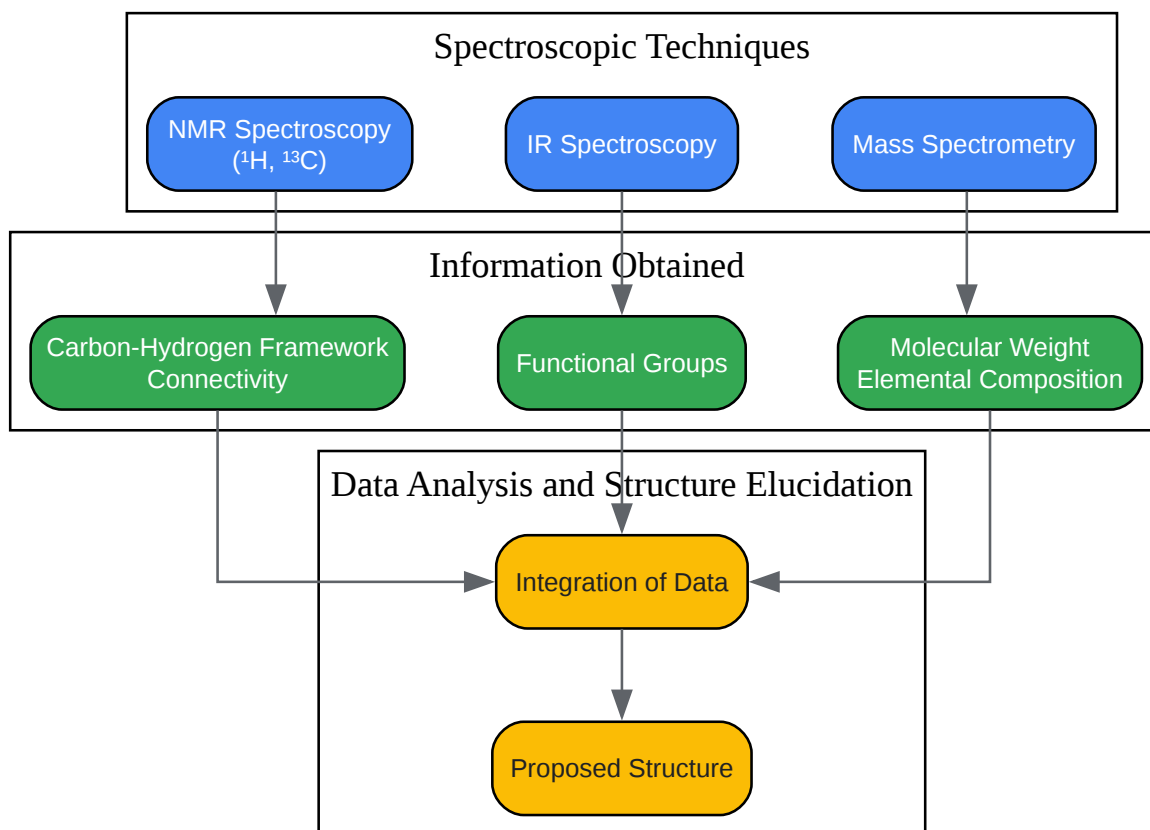 Spectroscopic Techniques
NMR Spectroscopy
(¹H, ¹³C)
IR Spectroscopy
Mass Spectrometry
Information Obtained
Carbon-Hydrogen Framework
Connectivity
Functional Groups
Molecular Weight
Elemental Composition
Data Analysis and Structure Elucidation
Integration of Data
Proposed Structure